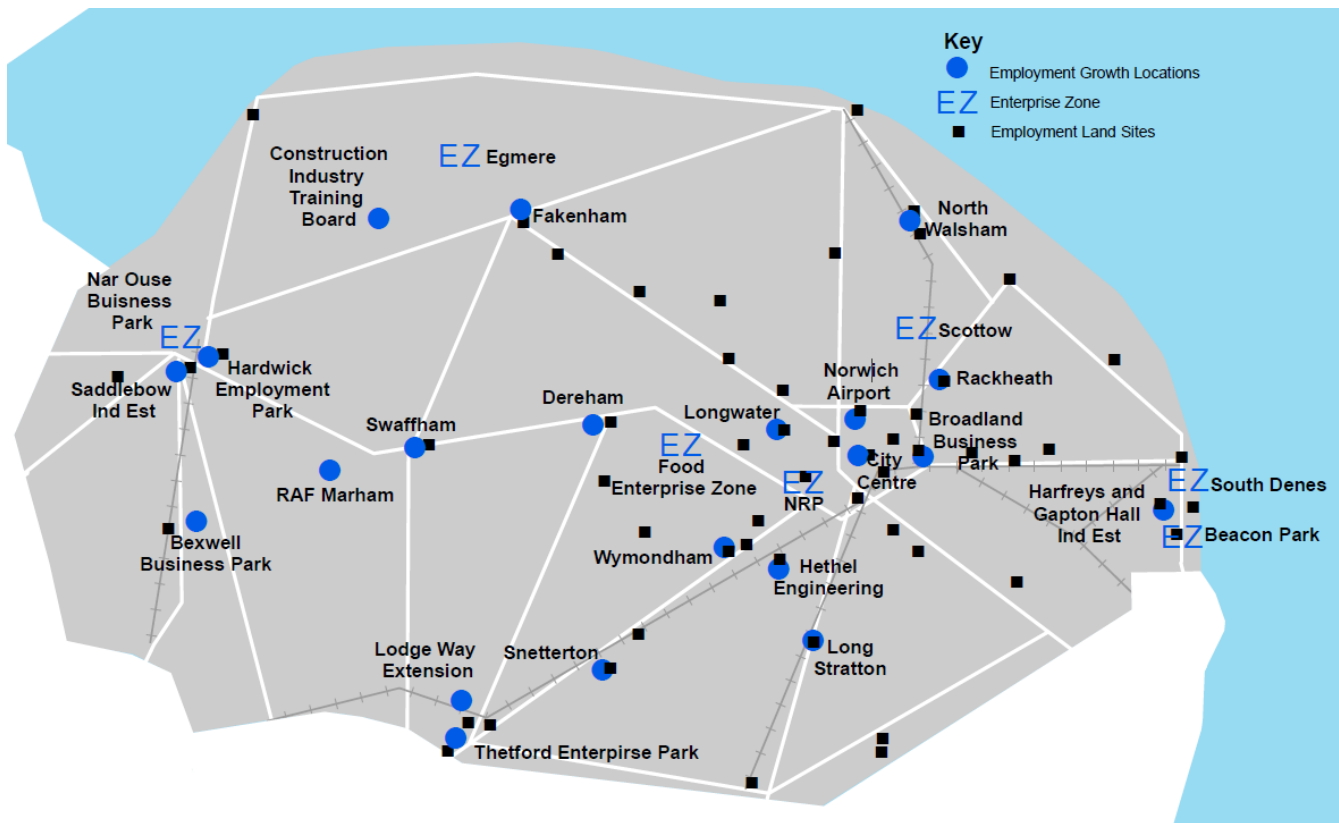 Key
Employment Growth Locations
EZ Enterprise Zone
Employment Land Sites
Construction
Industry
Training
Board
EZ Egmere
Fakenham
North
Walsham
Nar Ouse
Buisness
Park
EZ
EZ Scottow
Saddlebow
Ind Est
Hardwick
Employment
Park
Norwich
Airport
Rackheath
Swaffham
Dereham
Longwater
Broadland
Business
Park
RAF Marham
EZ
Food
Enterprise Zone
EZ
NRP
City
Centre
Harfreys and
Gapton Hall
Ind Est
EZ South Denes
EZ Beacon Park
Bexwell
Business Park
Wymondham
Hethel
Engineering
Lodge Way
Extension
Snetterton
Long
Stratton
Thetford Enterpirse Park